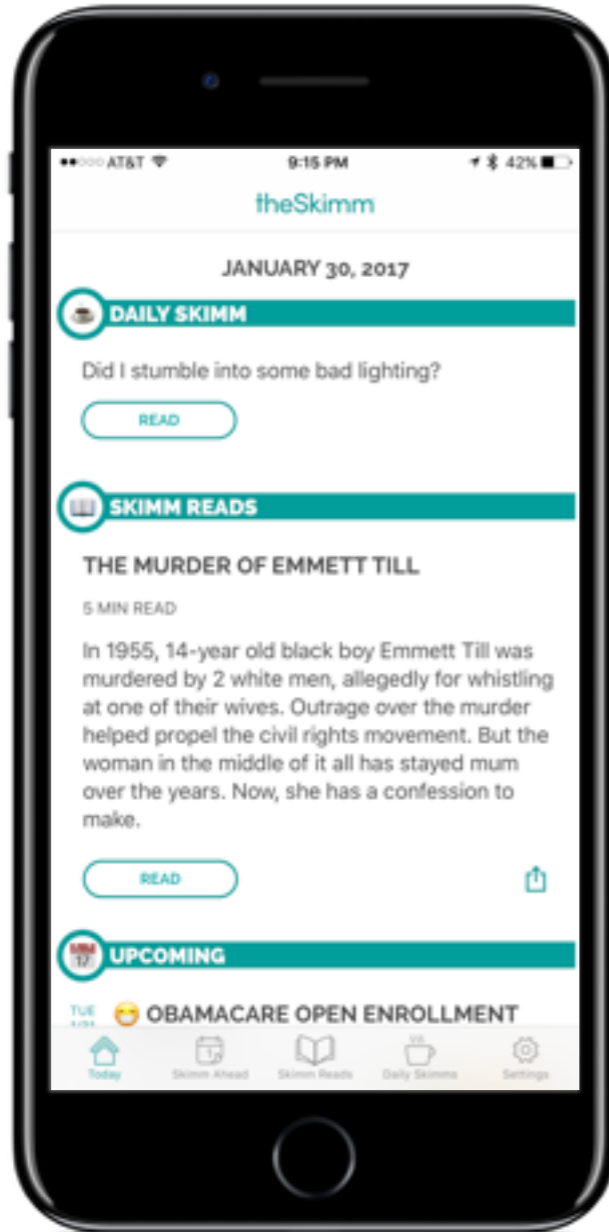 AT&T 9:15 PM 42%
theSkimm
JANUARY 30, 2017
DAILY SKIMM
Did I stumble into some bad lighting?
READ
SKIMM READS
THE MURDER OF EMMETT TILL
5 MIN READ
In 1955, 14-year old black boy Emmett Till was
murdered by 2 white men, allegedly for whistling
at one of their wives. Outrage over the murder
helped propel the civil rights movement. But the
woman in the middle of it all has stayed mum
over the years. Now, she has a confession to
make.
READ
17
UPCOMING
TUE
OBAMACARE OPEN ENROLLMENT
Today Skimm Ahead Skimm Reads Daily Skimms Settings